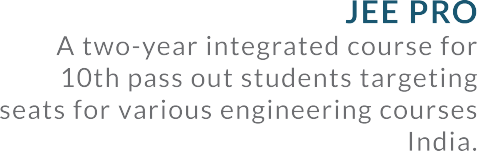 JEE PRO
A two-year integrated course for
10th pass out students targeting
seats for various engineering courses
India.